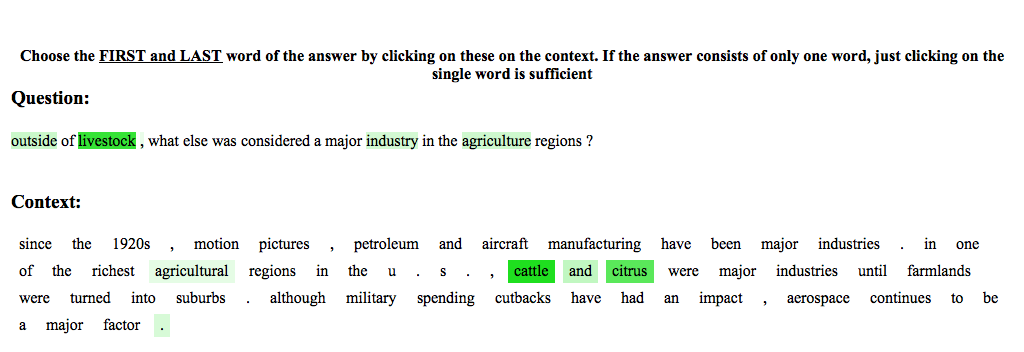 Choose the FIRST and LAST word of the answer by clicking on these on the context. If the answer consists of only one word, just clicking on the
single word is sufficient
Question:
outside of livestock , what else was considered a major industry in the agriculture regions ?
Context:
since the 1920s , motion pictures , petroleum and aircraft manufacturing have been major industries . in one
of the richest agricultural regions in the u . s . , cattle and citrus were major industries until farmlands
were turned into suburbs . although military spending cutbacks have had an impact , aerospace continues to be
a major factor .